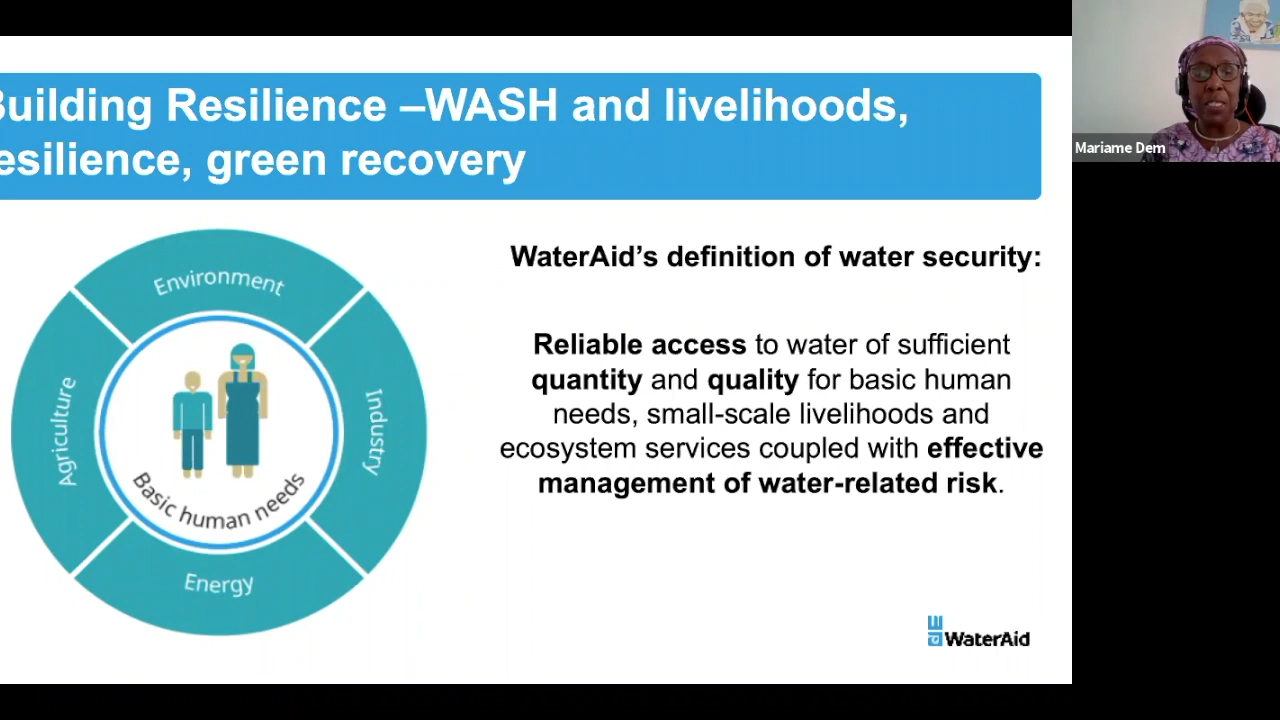 Building Resilience –WASH and livelihoods,
esilience, green recovery
Mariame Dem
Environment
Agriculture
Industry
Basic human needs
Energy
WaterAid’s definition of water security:
Reliable access to water of sufficient
quantity and quality for basic human
needs, small-scale livelihoods and
ecosystem services coupled with effective
management of water-related risk.
WaterAid